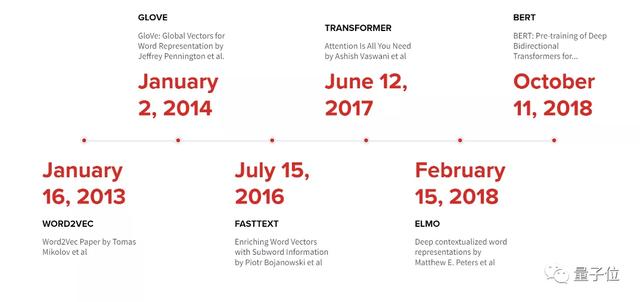 GLOVE
GloVe: Global Vectors for
Word Representation by
Jeffrey Pennington et al.
January
2, 2014
TRANSFORMER
Attention Is All You Need
by Ashish Vaswani et al
June 12,
2017
BERT
BERT: Pre-training of Deep
Bidirectional
Transformers for...
October
11, 2018
January
16, 2013
WORD2VEC
Word2Vec Paper by Tomas
Mikolov et al
July 15,
2016
FASTTEXT
Enriching Word Vectors
with Subword Information
by Piotr Bojanowski et al
February
15, 2018
ELMO
Deep contextualized word
representations by
Matthew E. Peters et al
量子位